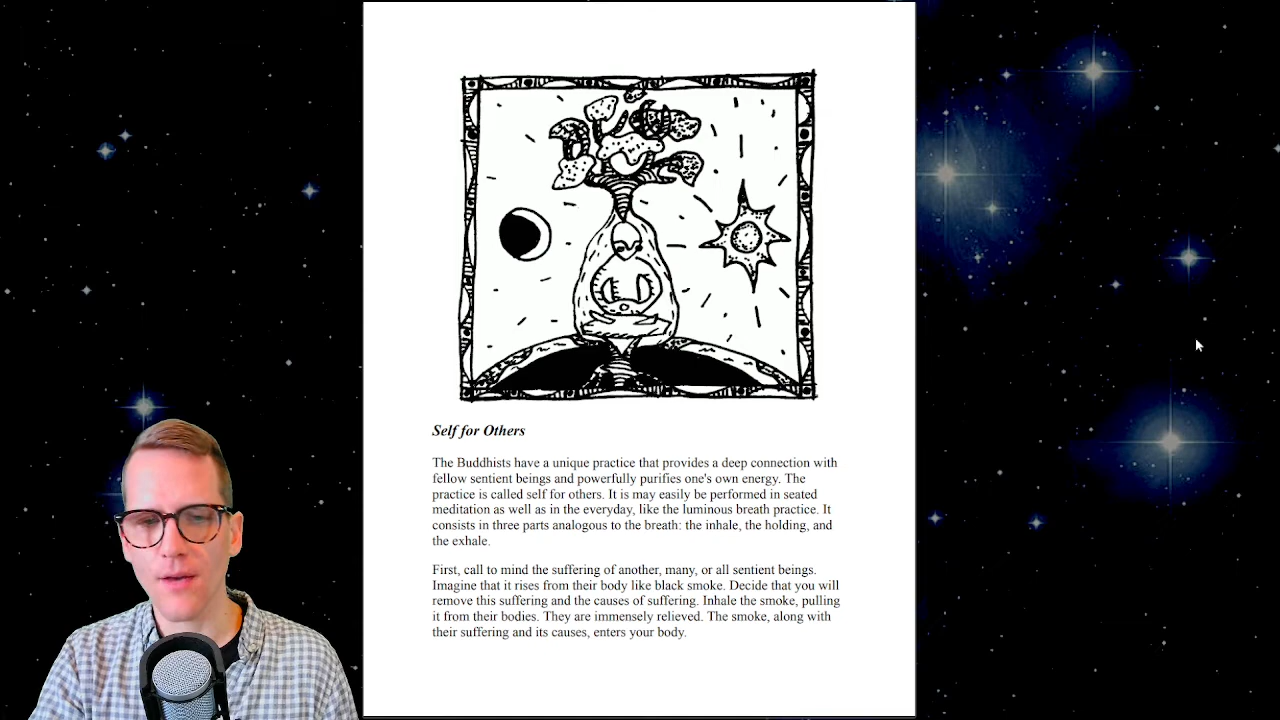 Self for Others
The Buddhists have a unique practice that provides a deep connection with
fellow sentient beings and powerfully purifies one's own energy. The
practice is called self for others. It is may easily be performed in seated
meditation as well as in the everyday, like the luminous breath practice. It
consists in three parts analogous to the breath: the inhale, the holding, and
the exhale.
First, call to mind the suffering of another, many, or all sentient beings.
Imagine that it rises from their body like black smoke. Decide that you will
remove this suffering and the causes of suffering. Inhale the smoke, pulling
it from their bodies. They are immensely relieved. The smoke, along with
their suffering and its causes, enters your body.